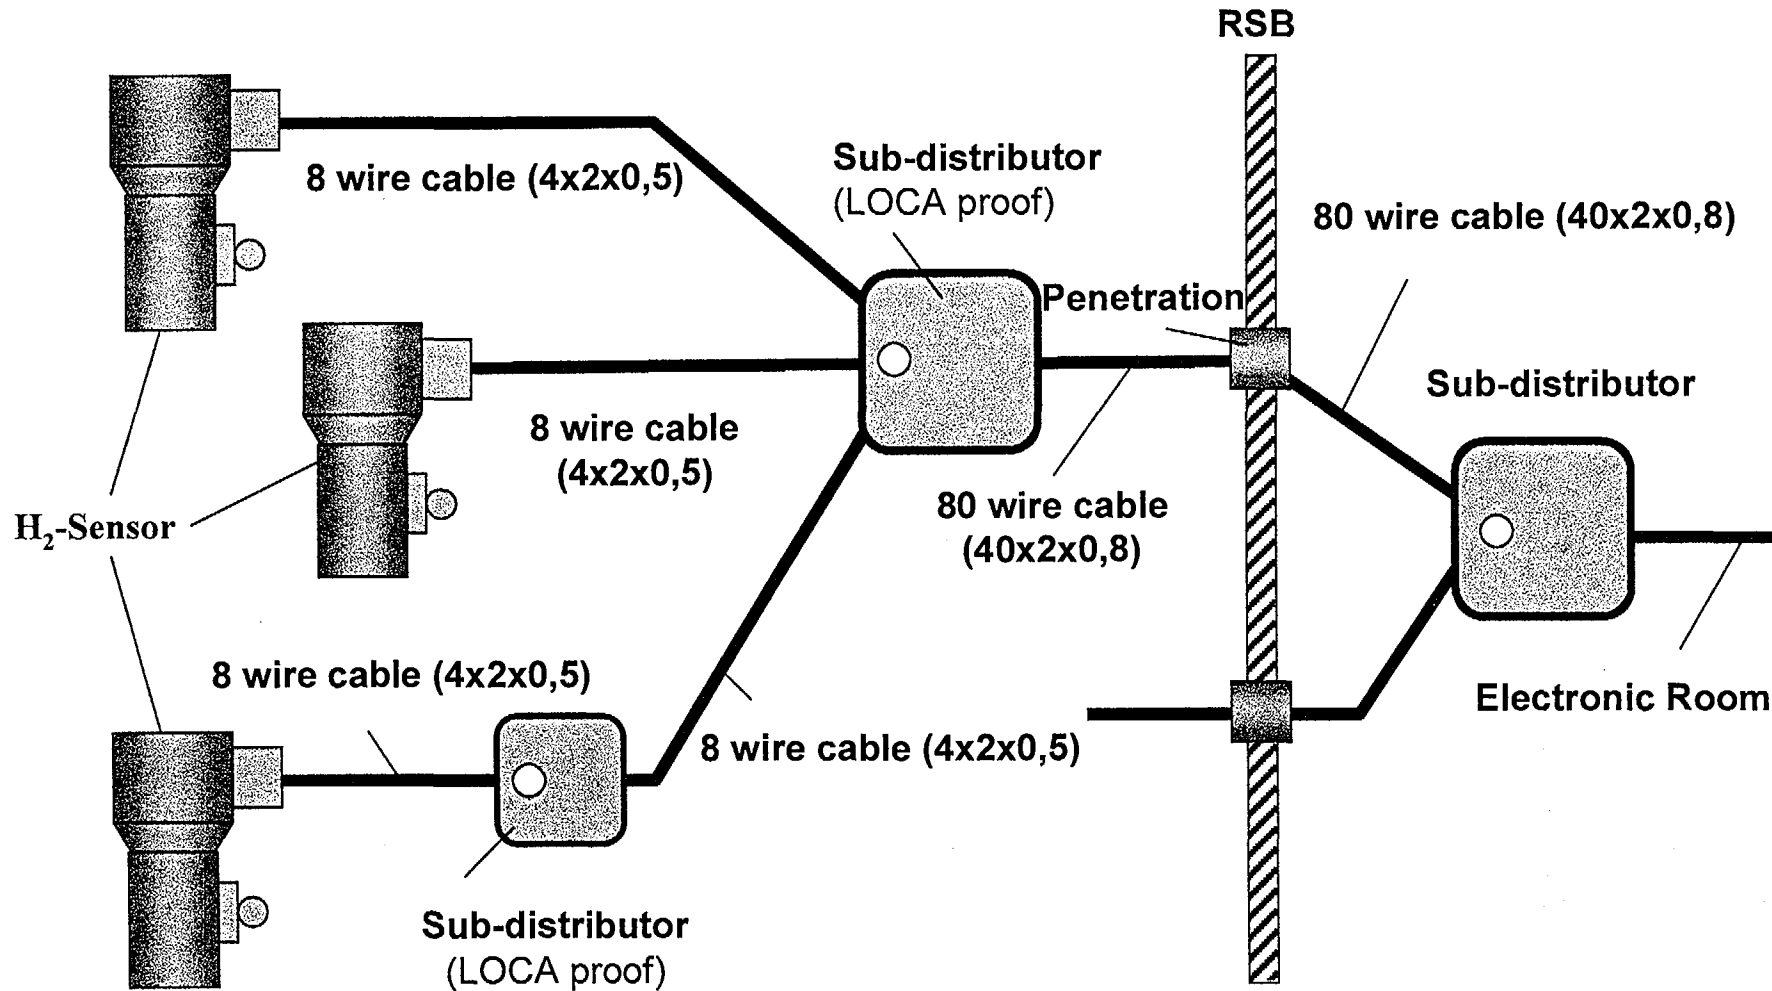 RSB
8 wire cable (4x2x0,5)
Sub-distributor
(LOCA proof)
80 wire cable (40x2x0,8)
Penetration
Sub-distributor
8 wire cable
(4x2x0,5)
80 wire cable
(40x2x0,8)
H₂-Sensor
8 wire cable (4x2x0,5)
Electronic Room
8 wire cable (4x2x0,5)
Sub-distributor
(LOCA proof)